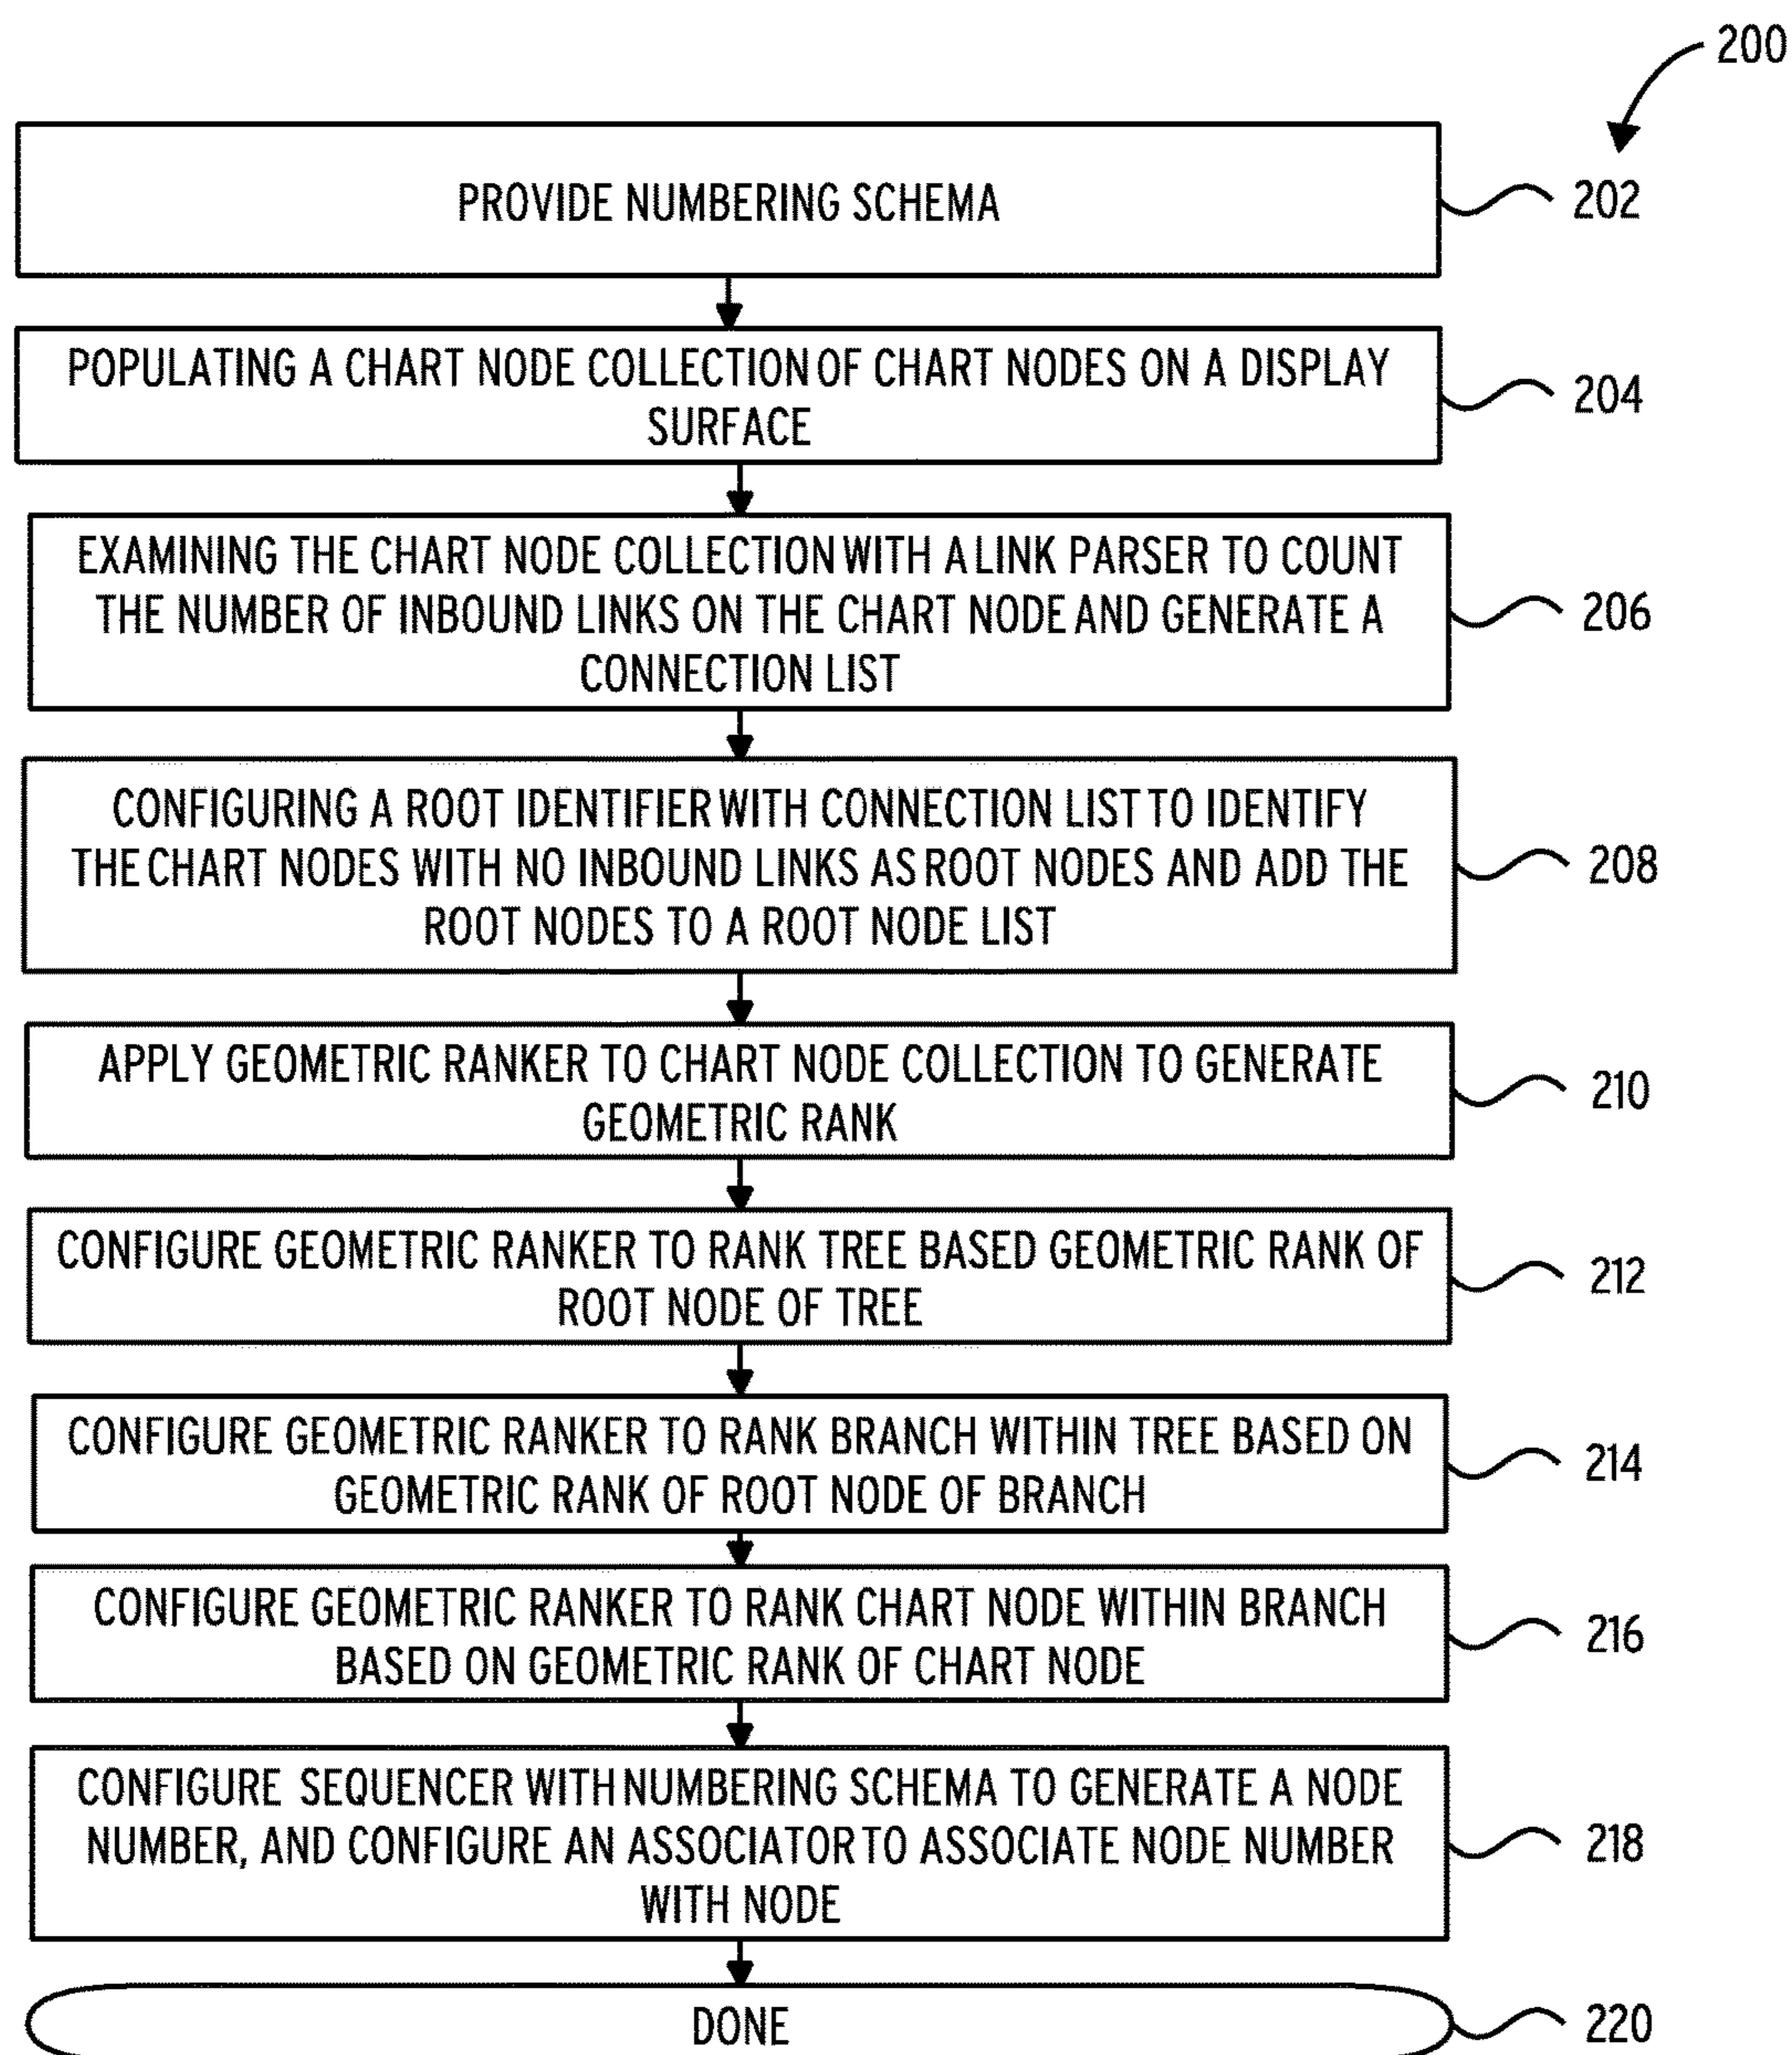 200
PROVIDE NUMBERING SCHEMA
202
POPULATING A CHART NODE COLLECTION OF CHART NODES ON A DISPLAY
SURFACE
204
EXAMINING THE CHART NODE COLLECTION WITH A LINK PARSER TO COUNT
THE NUMBER OF INBOUND LINKS ON THE CHART NODE AND GENERATE A
CONNECTION LIST
206
CONFIGURING A ROOT IDENTIFIER WITH CONNECTION LIST TO IDENTIFY
THE CHART NODES WITH NO INBOUND LINKS AS ROOT NODES AND ADD THE
ROOT NODES TO A ROOT NODE LIST
208
APPLY GEOMETRIC RANKER TO CHART NODE COLLECTION TO GENERATE
GEOMETRIC RANK
210
CONFIGURE GEOMETRIC RANKER TO RANK TREE BASED GEOMETRIC RANK OF
ROOT NODE OF TREE
212
CONFIGURE GEOMETRIC RANKER TO RANK BRANCH WITHIN TREE BASED ON
GEOMETRIC RANK OF ROOT NODE OF BRANCH
214
CONFIGURE GEOMETRIC RANKER TO RANK CHART NODE WITHIN BRANCH
BASED ON GEOMETRIC RANK OF CHART NODE
216
CONFIGURE SEQUENCER WITH NUMBERING SCHEMA TO GENERATE A NODE
NUMBER, AND CONFIGURE AN ASSOCIATOR TO ASSOCIATE NODE NUMBER
WITH NODE
218
DONE
220